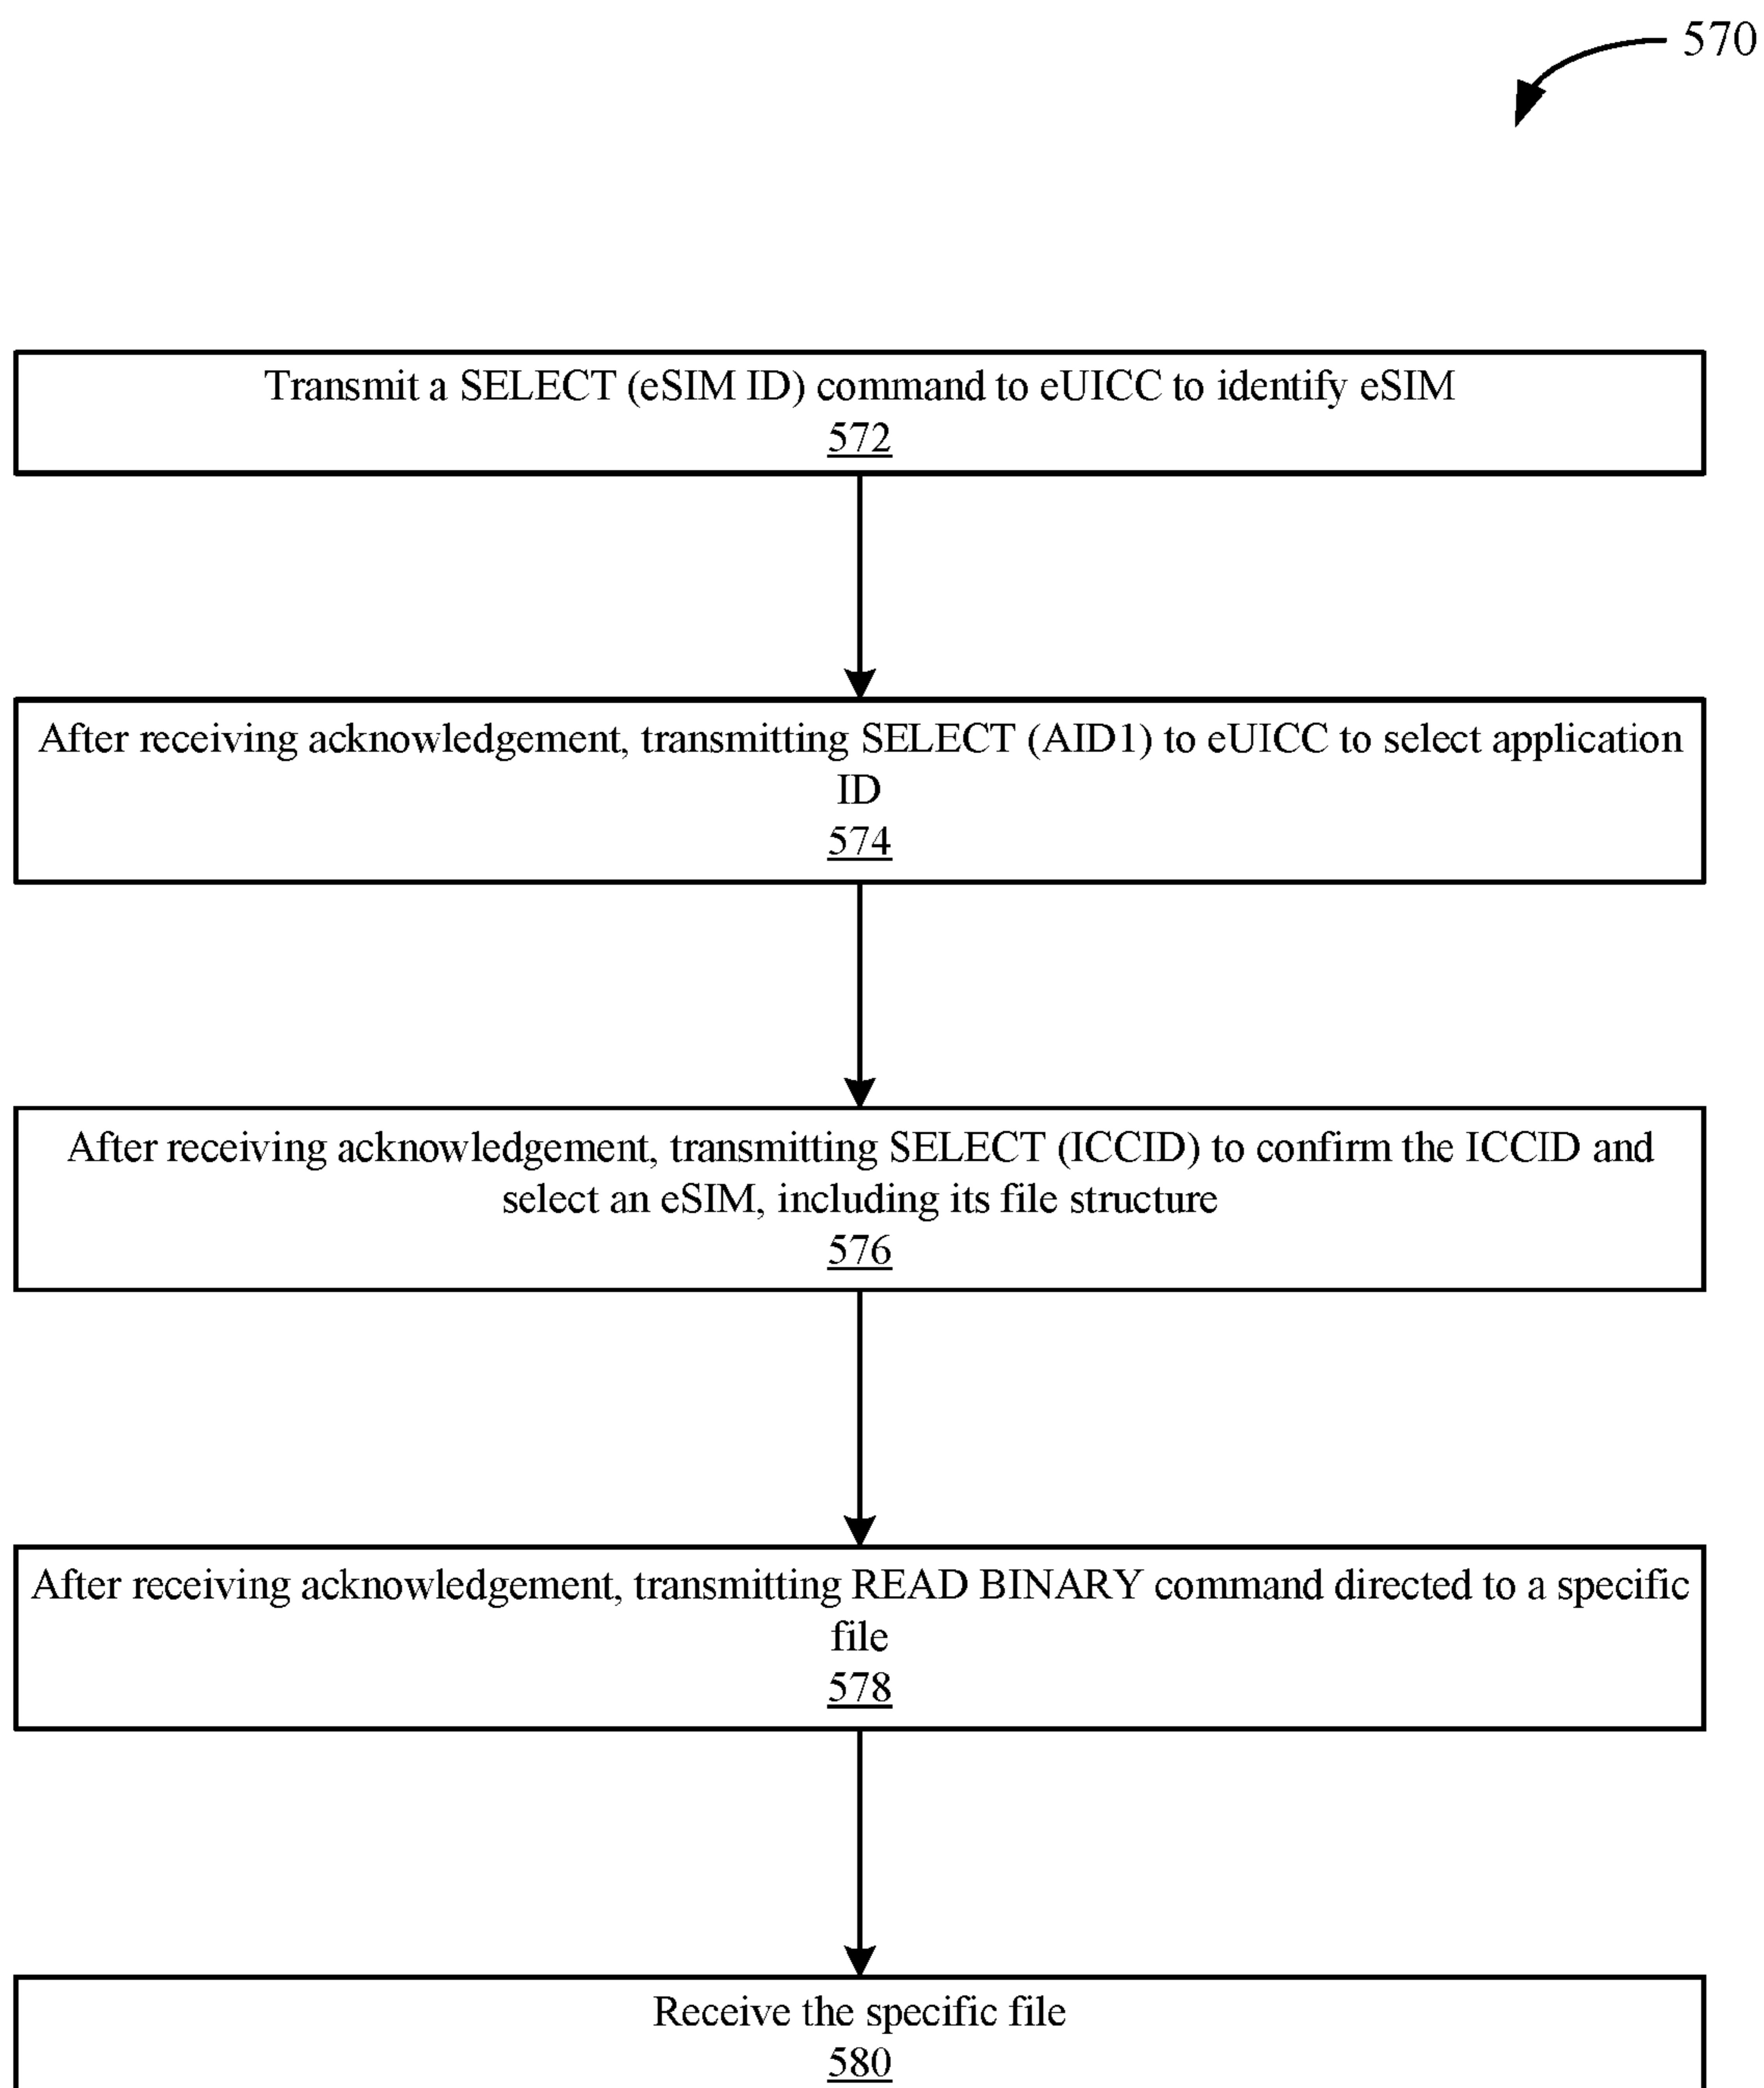 570
Transmit a SELECT (eSIM ID) command to eUICC to identify eSIM
572
After receiving acknowledgement, transmitting SELECT (AID1) to eUICC to select application
ID
574
After receiving acknowledgement, transmitting SELECT (ICCID) to confirm the ICCID and
select an eSIM, including its file structure
576
After receiving acknowledgement, transmitting READ BINARY command directed to a specific
file
578
Receive the specific file
580